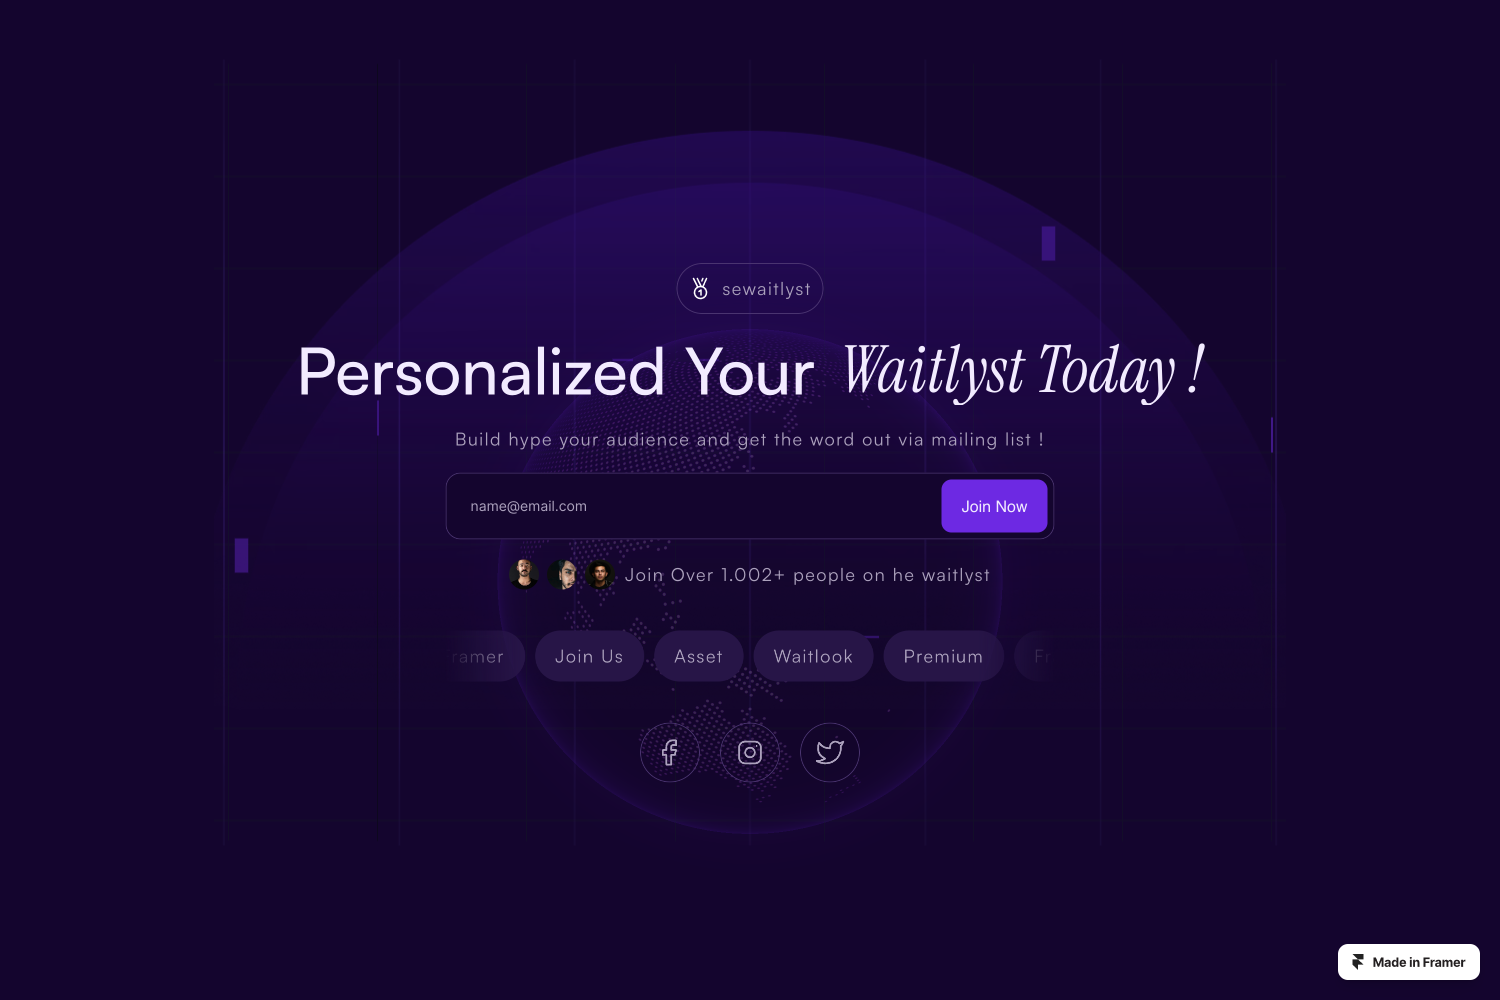 sewaitlyst
Personalized Your Waitlyst Today !
Build hype your audience and get the word out via mailing list !
name@email.com Join Now
Join Over 1.002+ people on he waitlyst
ramer Join Us Asset Waitlook Premium Fr
Made in Framer